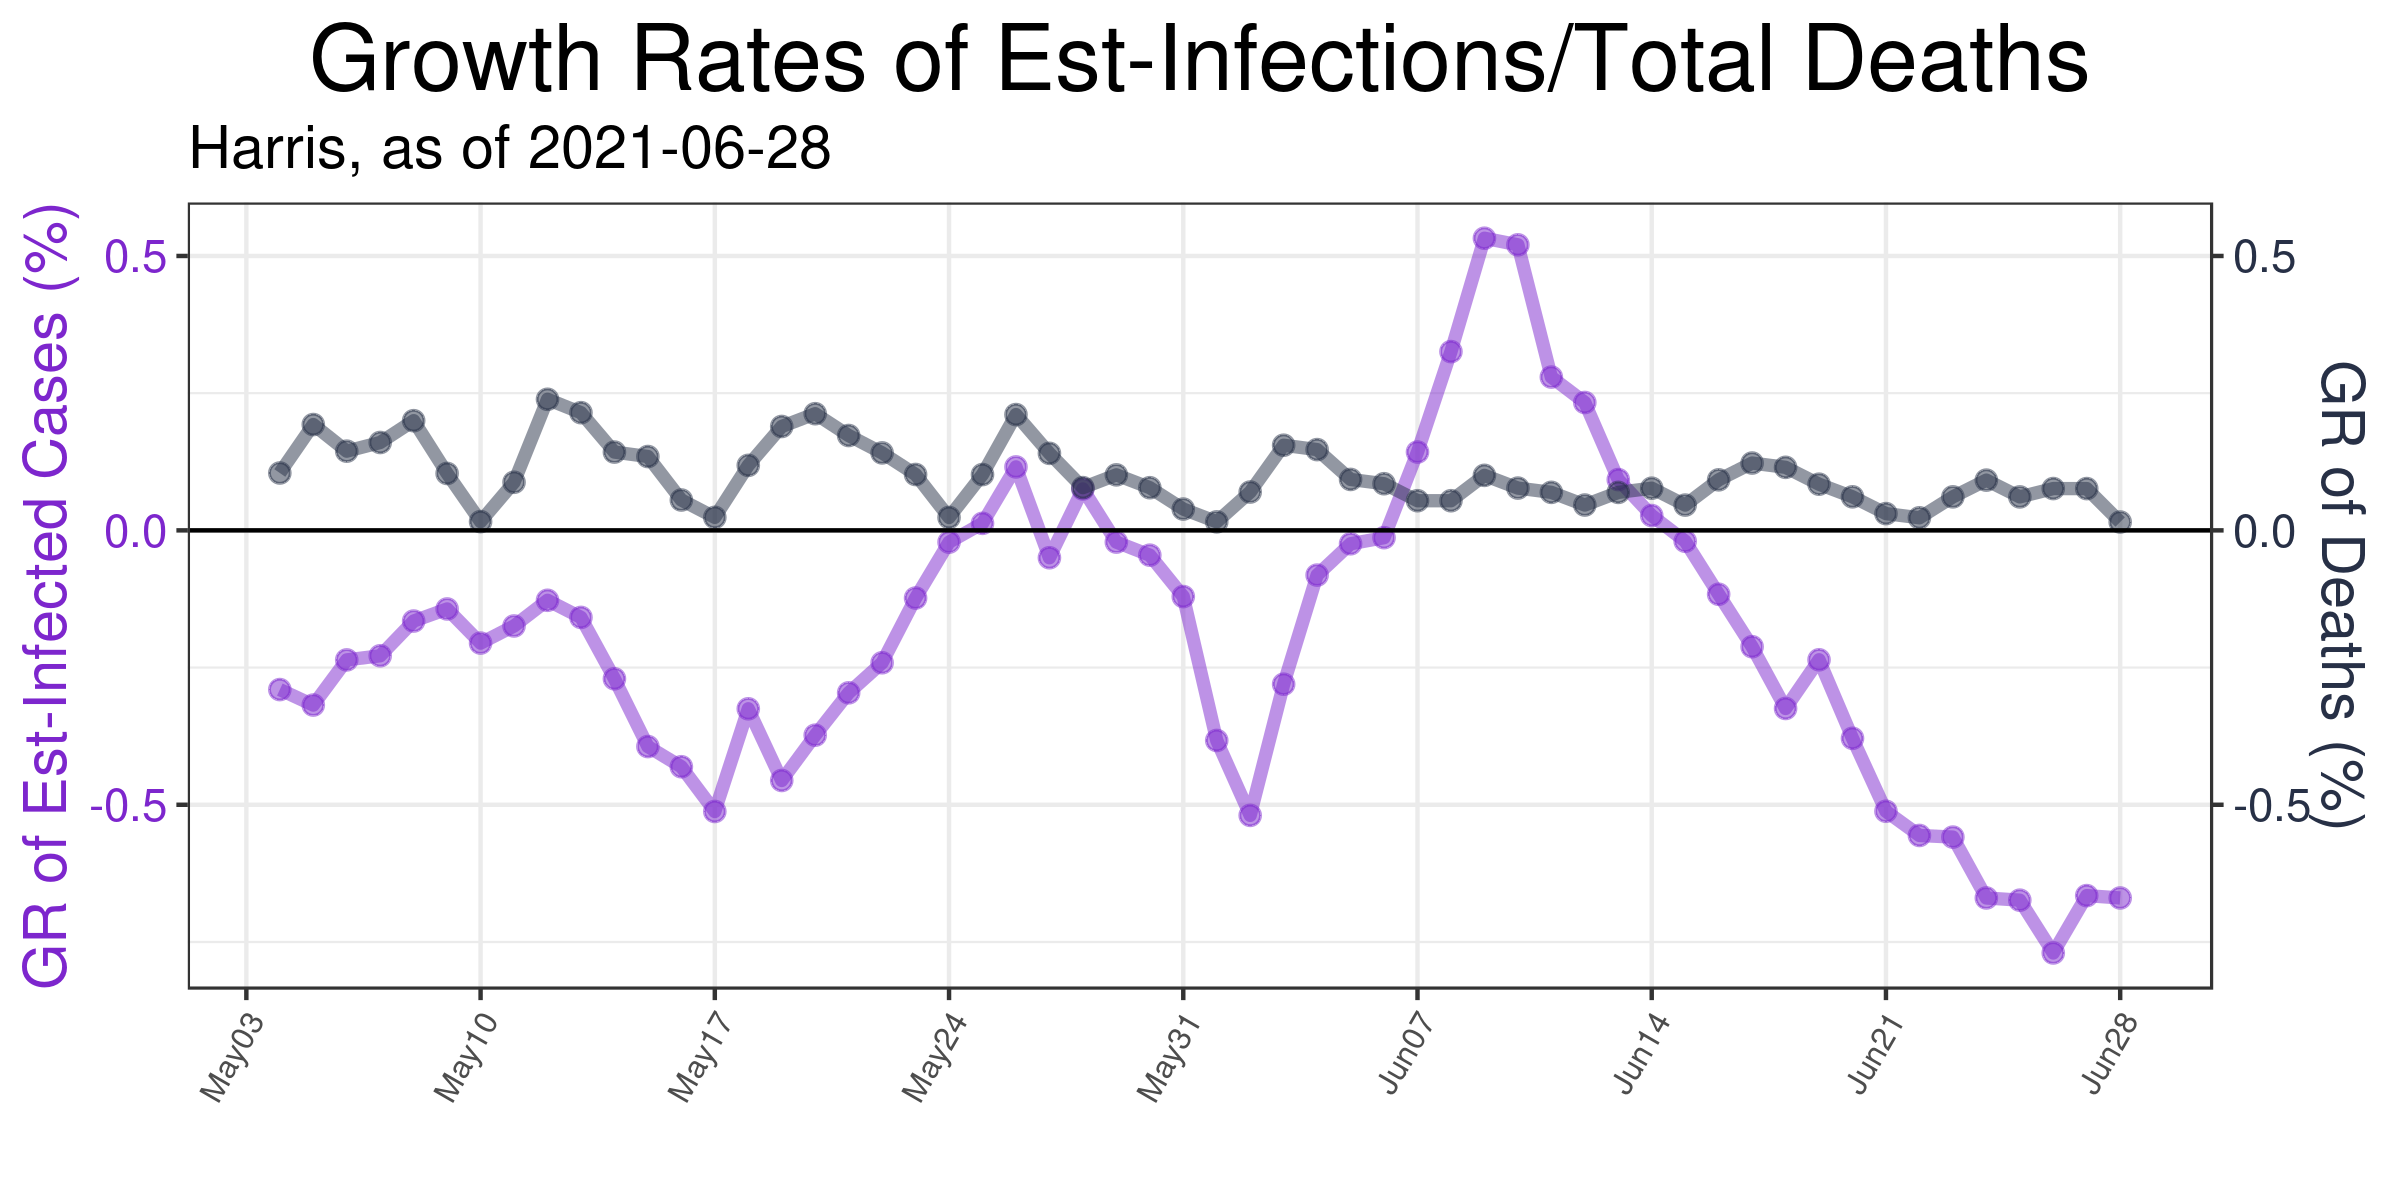 Growth Rates of Est-Infections/Total Deaths
Harris, as of 2021-06-28
GR of Est-Infected Cases (%)
0.5
0.0
-0.5
0.5
0.0
-0.5
GR of Deaths (%)
May03
May10
May17
May24
May31
Jun07
Jun14
Jun21
Jun28